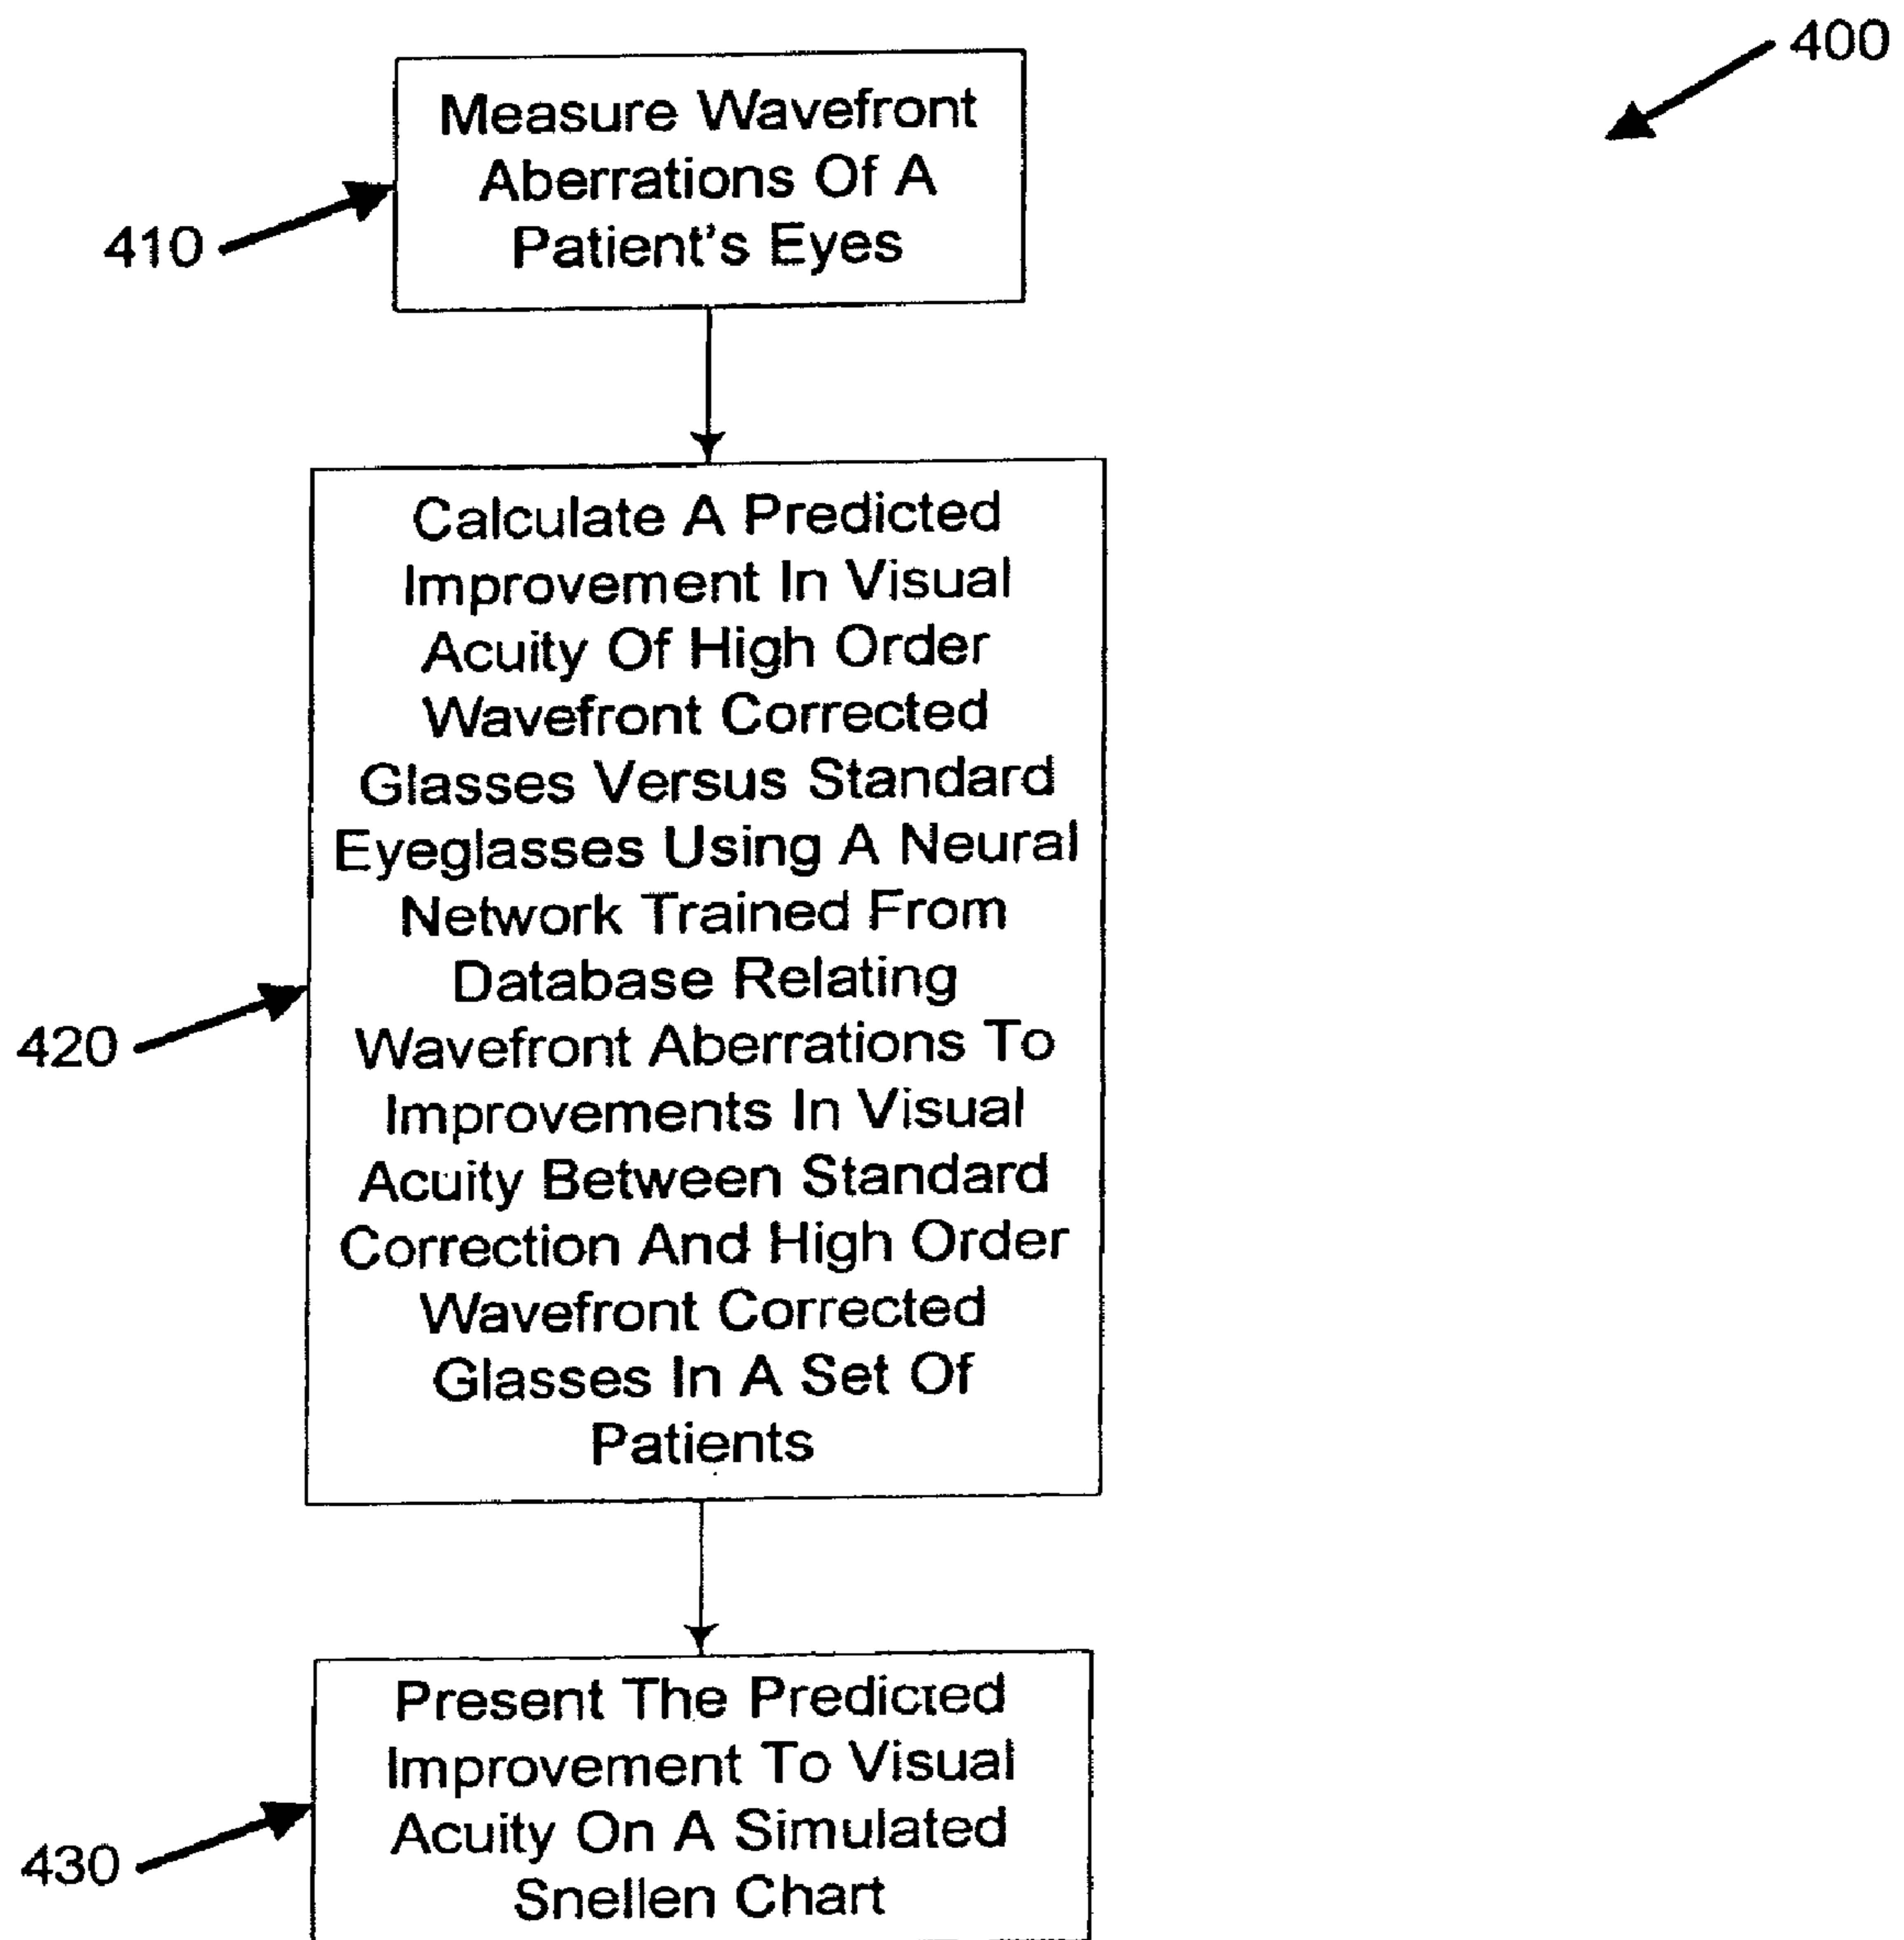 400
Measure Wavefront
Aberrations Of A
Patient's Eyes
410
Calculate A Predicted
Improvement In Visual
Acuity Of High Order
Wavefront Corrected
Glasses Versus Standard
Eyeglasses Using A Neural
Network Trained From
Database Relating
Wavefront Aberrations To
Improvements In Visual
Acuity Between Standard
Correction And High Order
Wavefront Corrected
Glasses In A Set Of
Patients
420
Present The Predicted
Improvement To Visual
Acuity On A Simulated
Snellen Chart
430